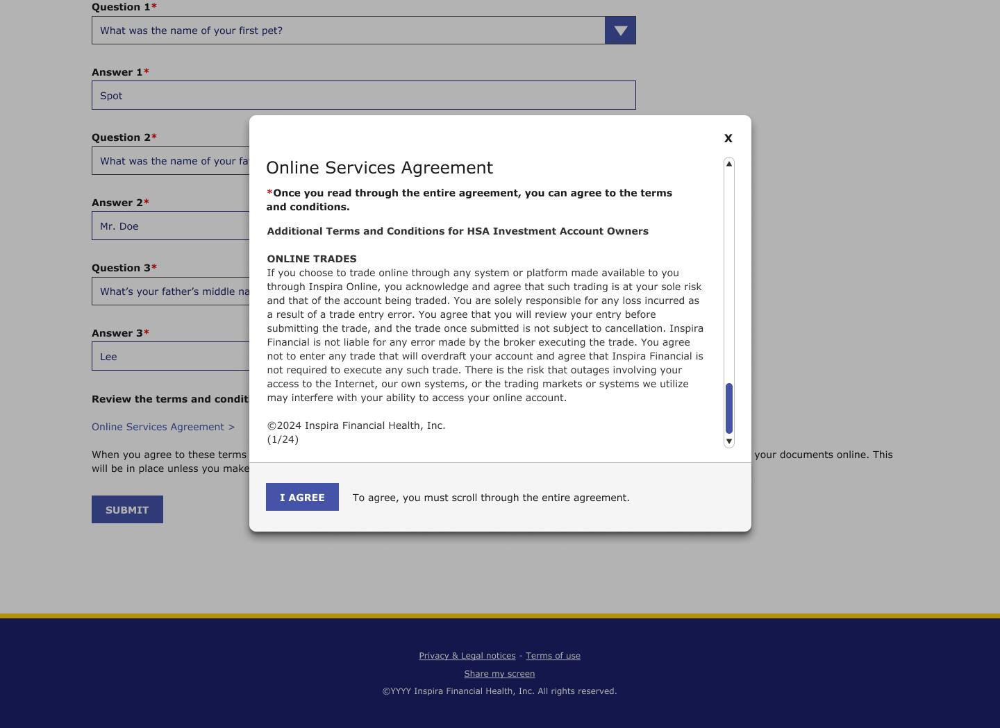 Question 1*
What was the name of your first pet?
Answer 1*
Spot
Question 2*
What was the name of your fa
Answer 2*
Mr. Doe
Question 3*
What’s your father’s middle na
Answer 3*
Lee
Review the terms and condit
Online Services Agreement >
When you agree to these terms your documents online. This
will be in place unless you make
SUBMIT
X
Online Services Agreement
*Once you read through the entire agreement, you can agree to the terms
and conditions.
Additional Terms and Conditions for HSA Investment Account Owners
ONLINE TRADES
If you choose to trade online through any system or platform made available to you
through Inspira Online, you acknowledge and agree that such trading is at your sole risk
and that of the account being traded. You are solely responsible for any loss incurred as
a result of a trade entry error. You agree that you will review your entry before
submitting the trade, and the trade once submitted is not subject to cancellation. Inspira
Financial is not liable for any error made by the broker executing the trade. You agree
not to enter any trade that will overdraft your account and agree that Inspira Financial is
not required to execute any such trade. There is the risk that outages involving your
access to the Internet, our own systems, or the trading markets or systems we utilize
may interfere with your ability to access your online account.
©2024 Inspira Financial Health, Inc.
(1/24)
I AGREE To agree, you must scroll through the entire agreement.
Privacy & Legal notices - Terms of use
Share my screen
©YYYY Inspira Financial Health, Inc. All rights reserved.